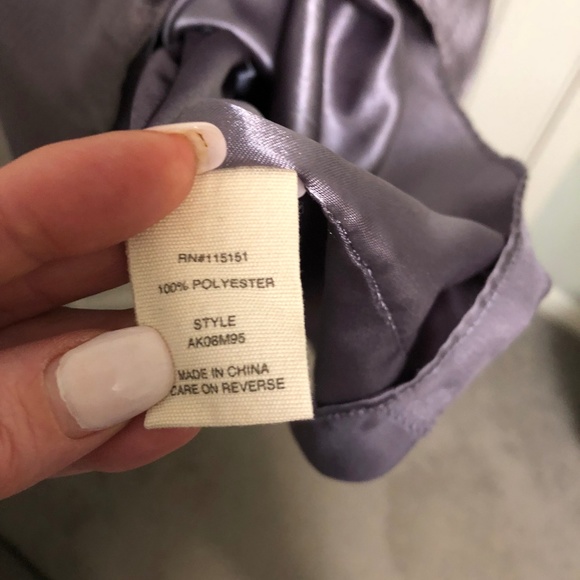 RN#115151
100% POLYESTER
STYLE
AK06M95
MADE IN CHINA
CARE ON REVERSE